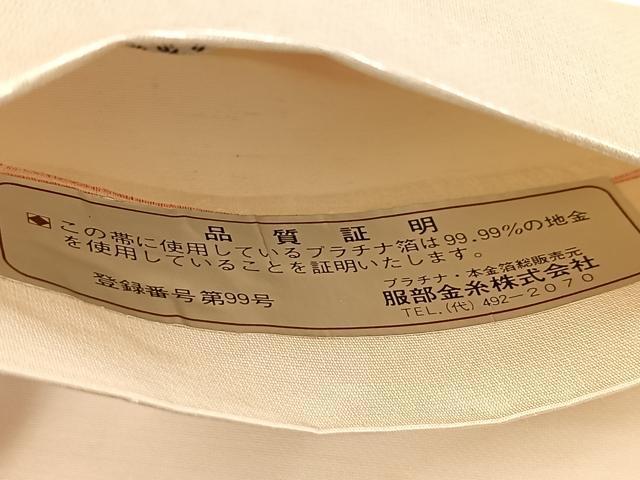 品質証明
この帯に使用しているプラチナ箔は99.99%の地金
を使用していることを証明いたします。
プラチナ・本金箔総販売元
登録番号 第99号
服部金糸株式会社
TEL.(代) 492-2070